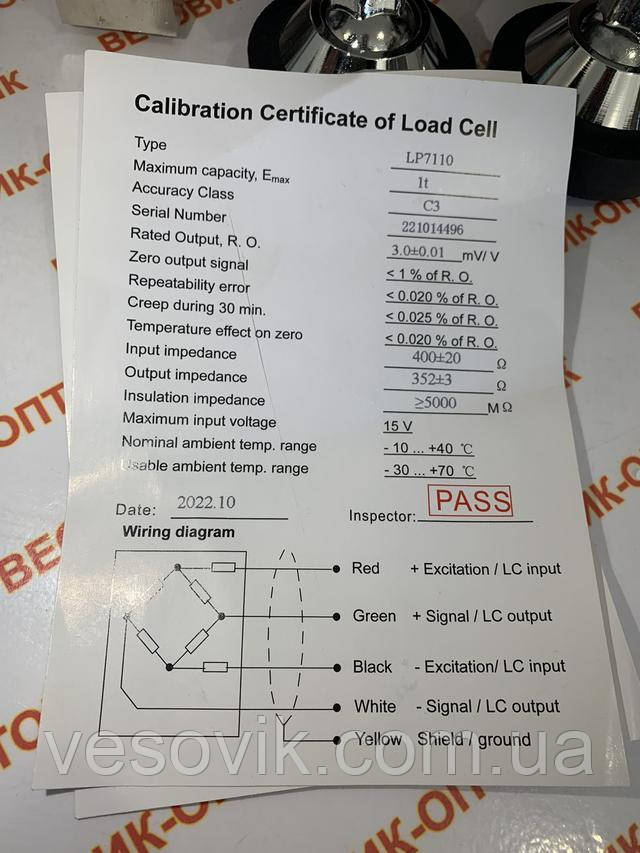 Calibration Certificate of Load Cell
Type LP7110
Maximum capacity, Emax 1t
Accuracy Class C3
Serial Number 221014496
Rated Output, R. O. 3.0±0.01 mV/ V
Zero output signal < 1 % of R. O.
Repeatability error < 0.020 % of R. O.
Creep during 30 min. < 0.025 % of R. O.
Temperature effect on zero < 0.020 % of R. O.
Input impedance 400±20 Ω
Output impedance 352±3 Ω
Insulation impedance ≥5000 M Ω
Maximum input voltage 15 V
Nominal ambient temp. range - 10 ... +40 ℃
Usable ambient temp. range - 30 ... +70 ℃
Date: 2022.10 Inspector: PASS
Wiring diagram
Red + Excitation / LC input
Green + Signal / LC output
Black - Excitation/ LC input
White - Signal / LC output
Yellow Shield / ground
vesovik.com.ua